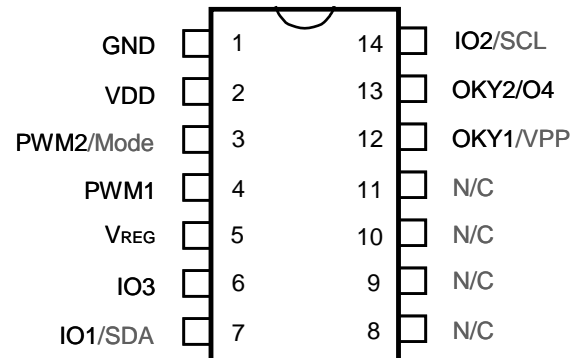 GND 1 14 IO2/SCL
VDD 2 13 OKY2/O4
PWM2/Mode 3 12 OKY1/VPP
PWM1 4 11 N/C
VREG 5 10 N/C
IO3 6 9 N/C
IO1/SDA 7 8 N/C